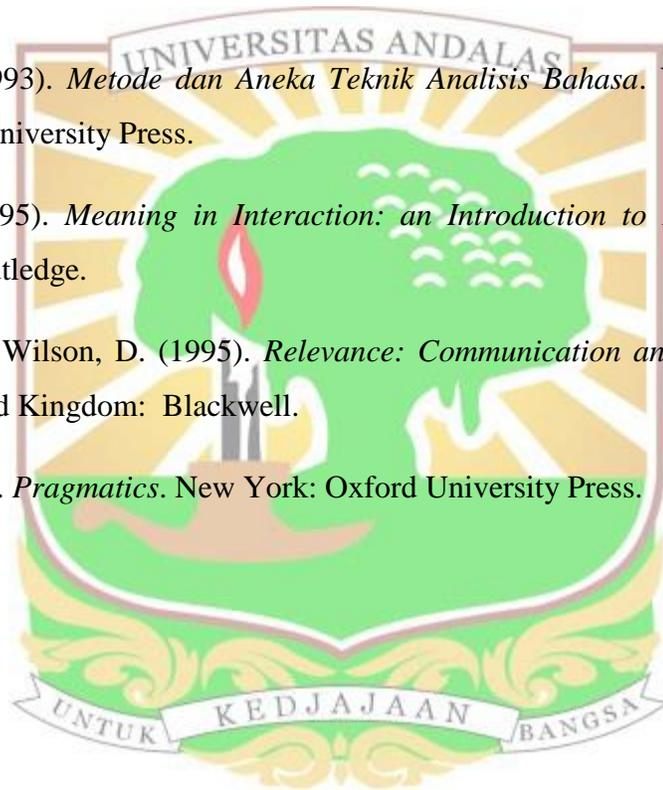 UNIVERSITAS ANDALAS
993). Metode dan Aneka Teknik Analisis Bahasa.
niversity Press.
95). Meaning in Interaction: an Introduction to
tledge.
Wilson, D. (1995). Relevance: Communication an
d Kingdom: Blackwell.
. Pragmatics. New York: Oxford University Press.
UNTUK KEDJAJAAN BANGSA